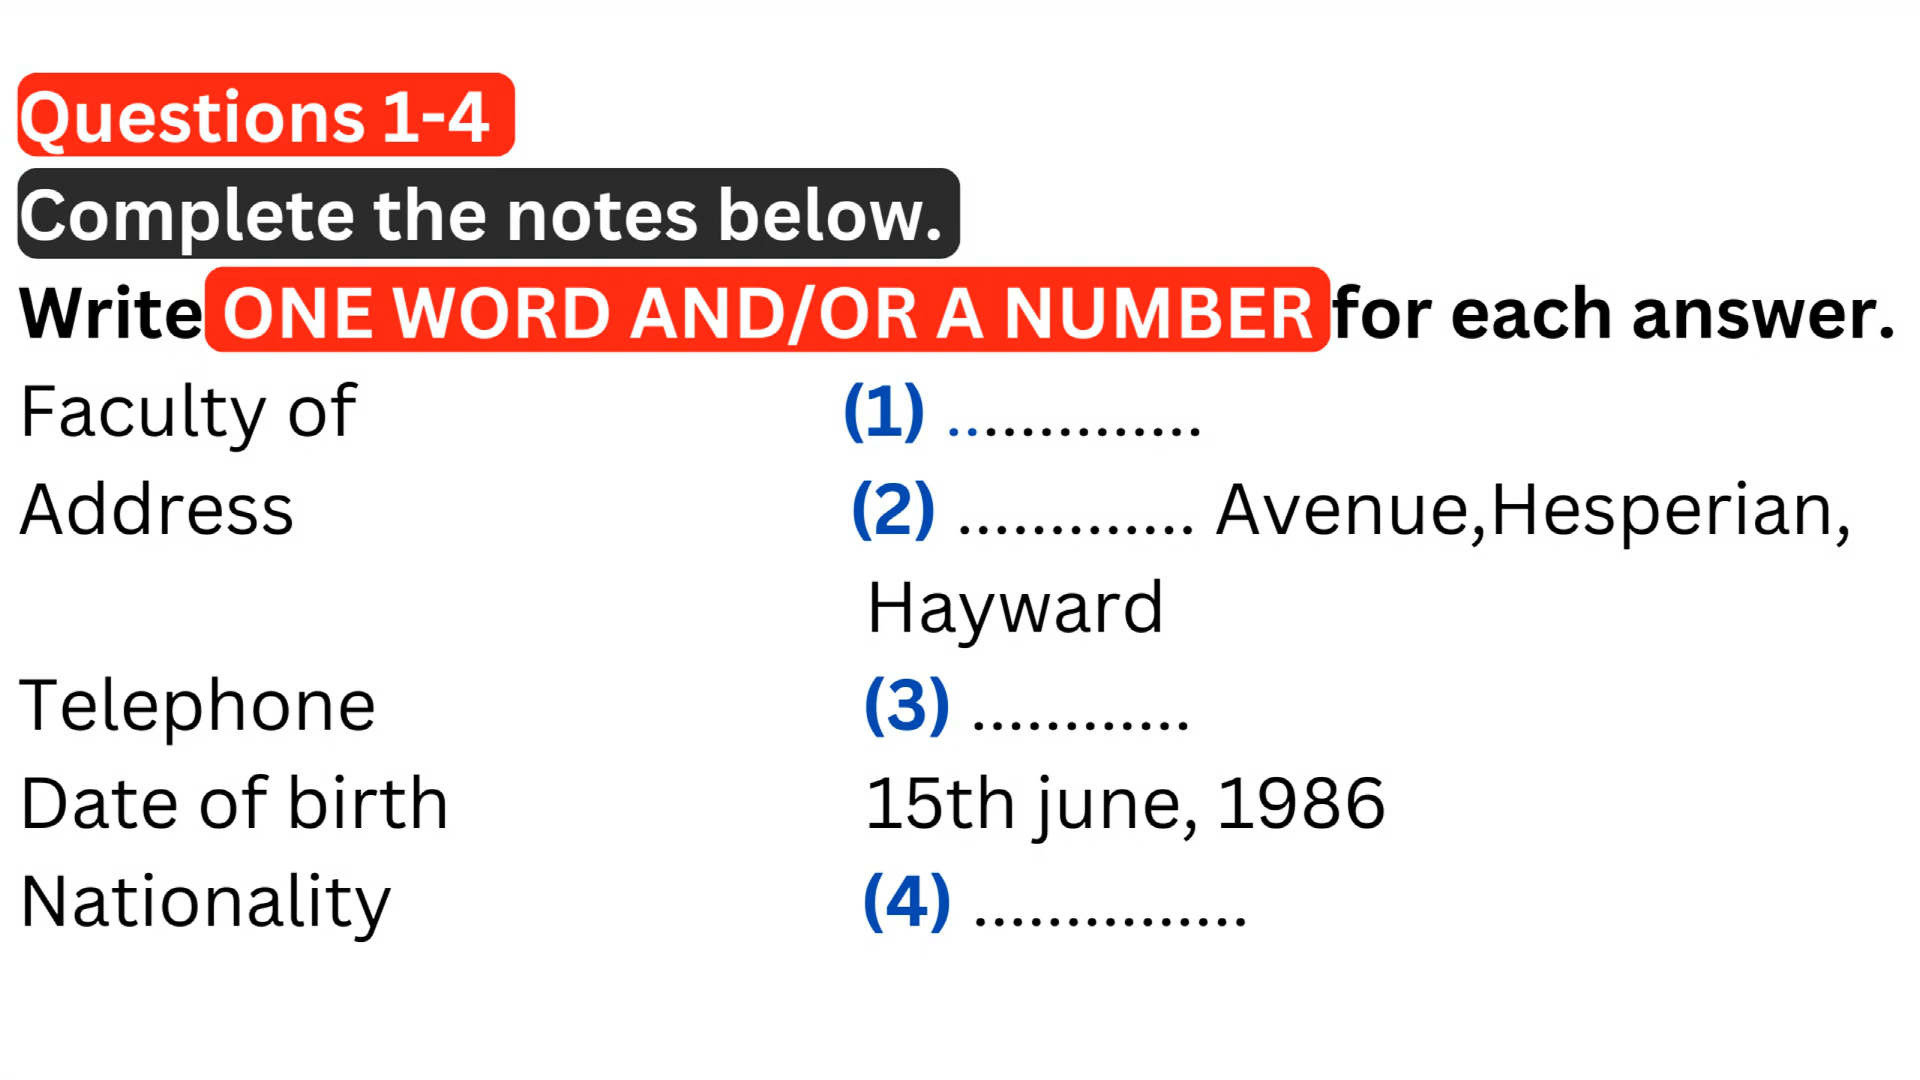 Questions 1-4
Complete the notes below.
Write ONE WORD AND/OR A NUMBER for each answer.
Faculty of (1) ..............
Address (2) ............. Avenue,Hesperian,
Hayward
Telephone (3) ............
Date of birth 15th june, 1986
Nationality (4) ...............